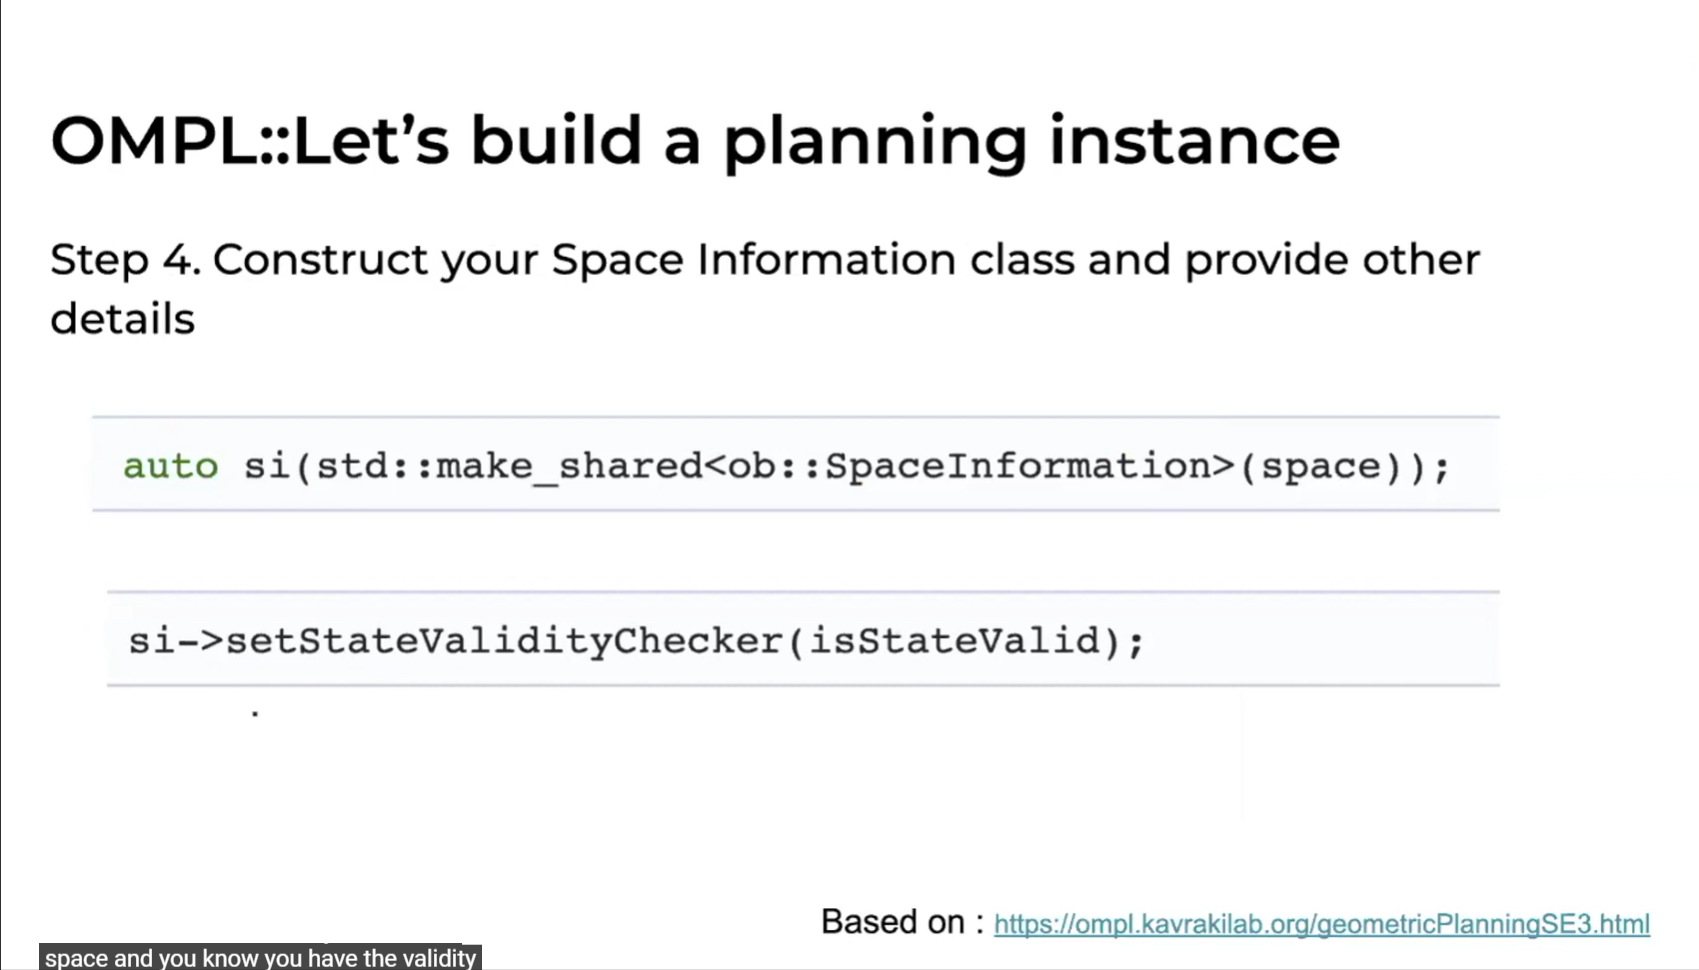 OMPL::Let’s build a planning instance
Step 4. Construct your Space Information class and provide other
details
auto si(std::make_shared<ob::SpaceInformation>(space));
si->setStateValidityChecker(isStateValid);
Based on : https://ompl.kavrakilab.org/geometricPlanningSE3.html
space and you know you have the validity